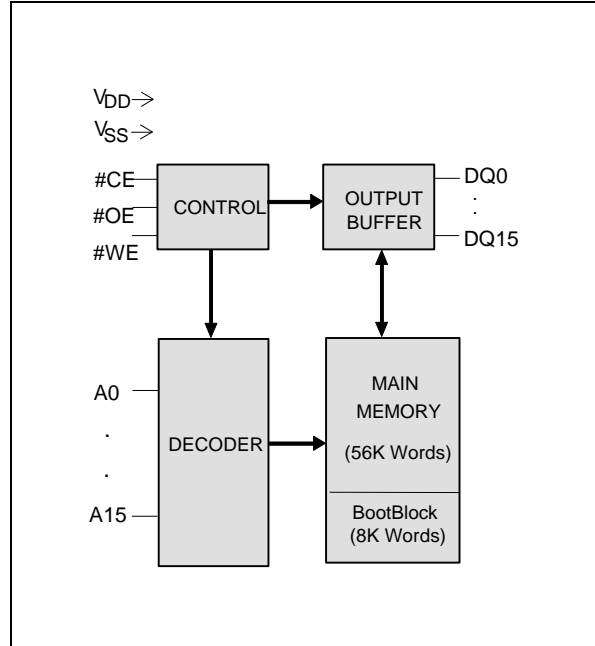 VDD
VSS
#CE
#OE
#WE
CONTROL
OUTPUT
BUFFER
DQ0
.
.
DQ15
A0
.
.
A15
DECODER
MAIN
MEMORY
(56K Words)
BootBlock
(8K Words)